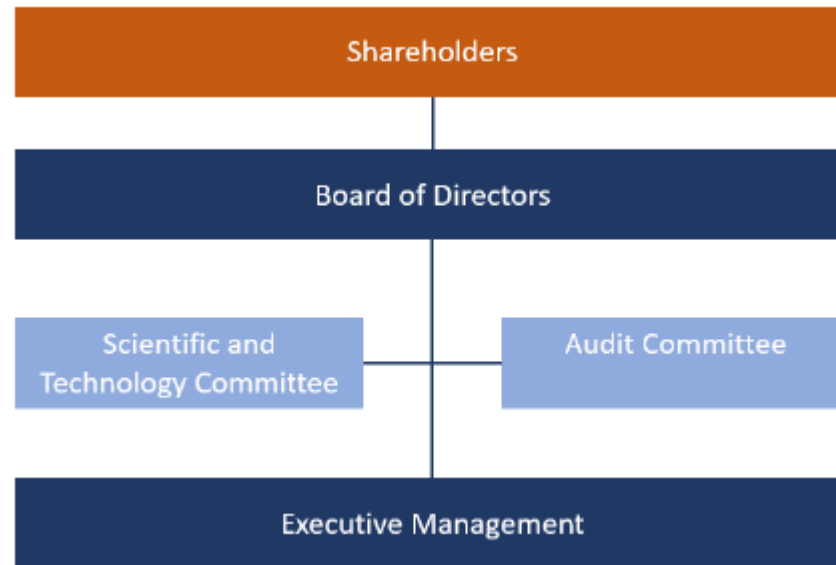 Shareholders
Board of Directors
Scientific and
Technology Committee
Audit Committee
Executive Management